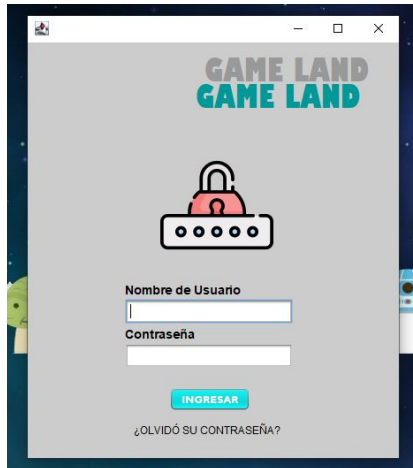 GAME LAND
GAME LAND
Nombre de Usuario
Contraseña
INGRESAR
¿OLVIDÓ SU CONTRASEÑA?